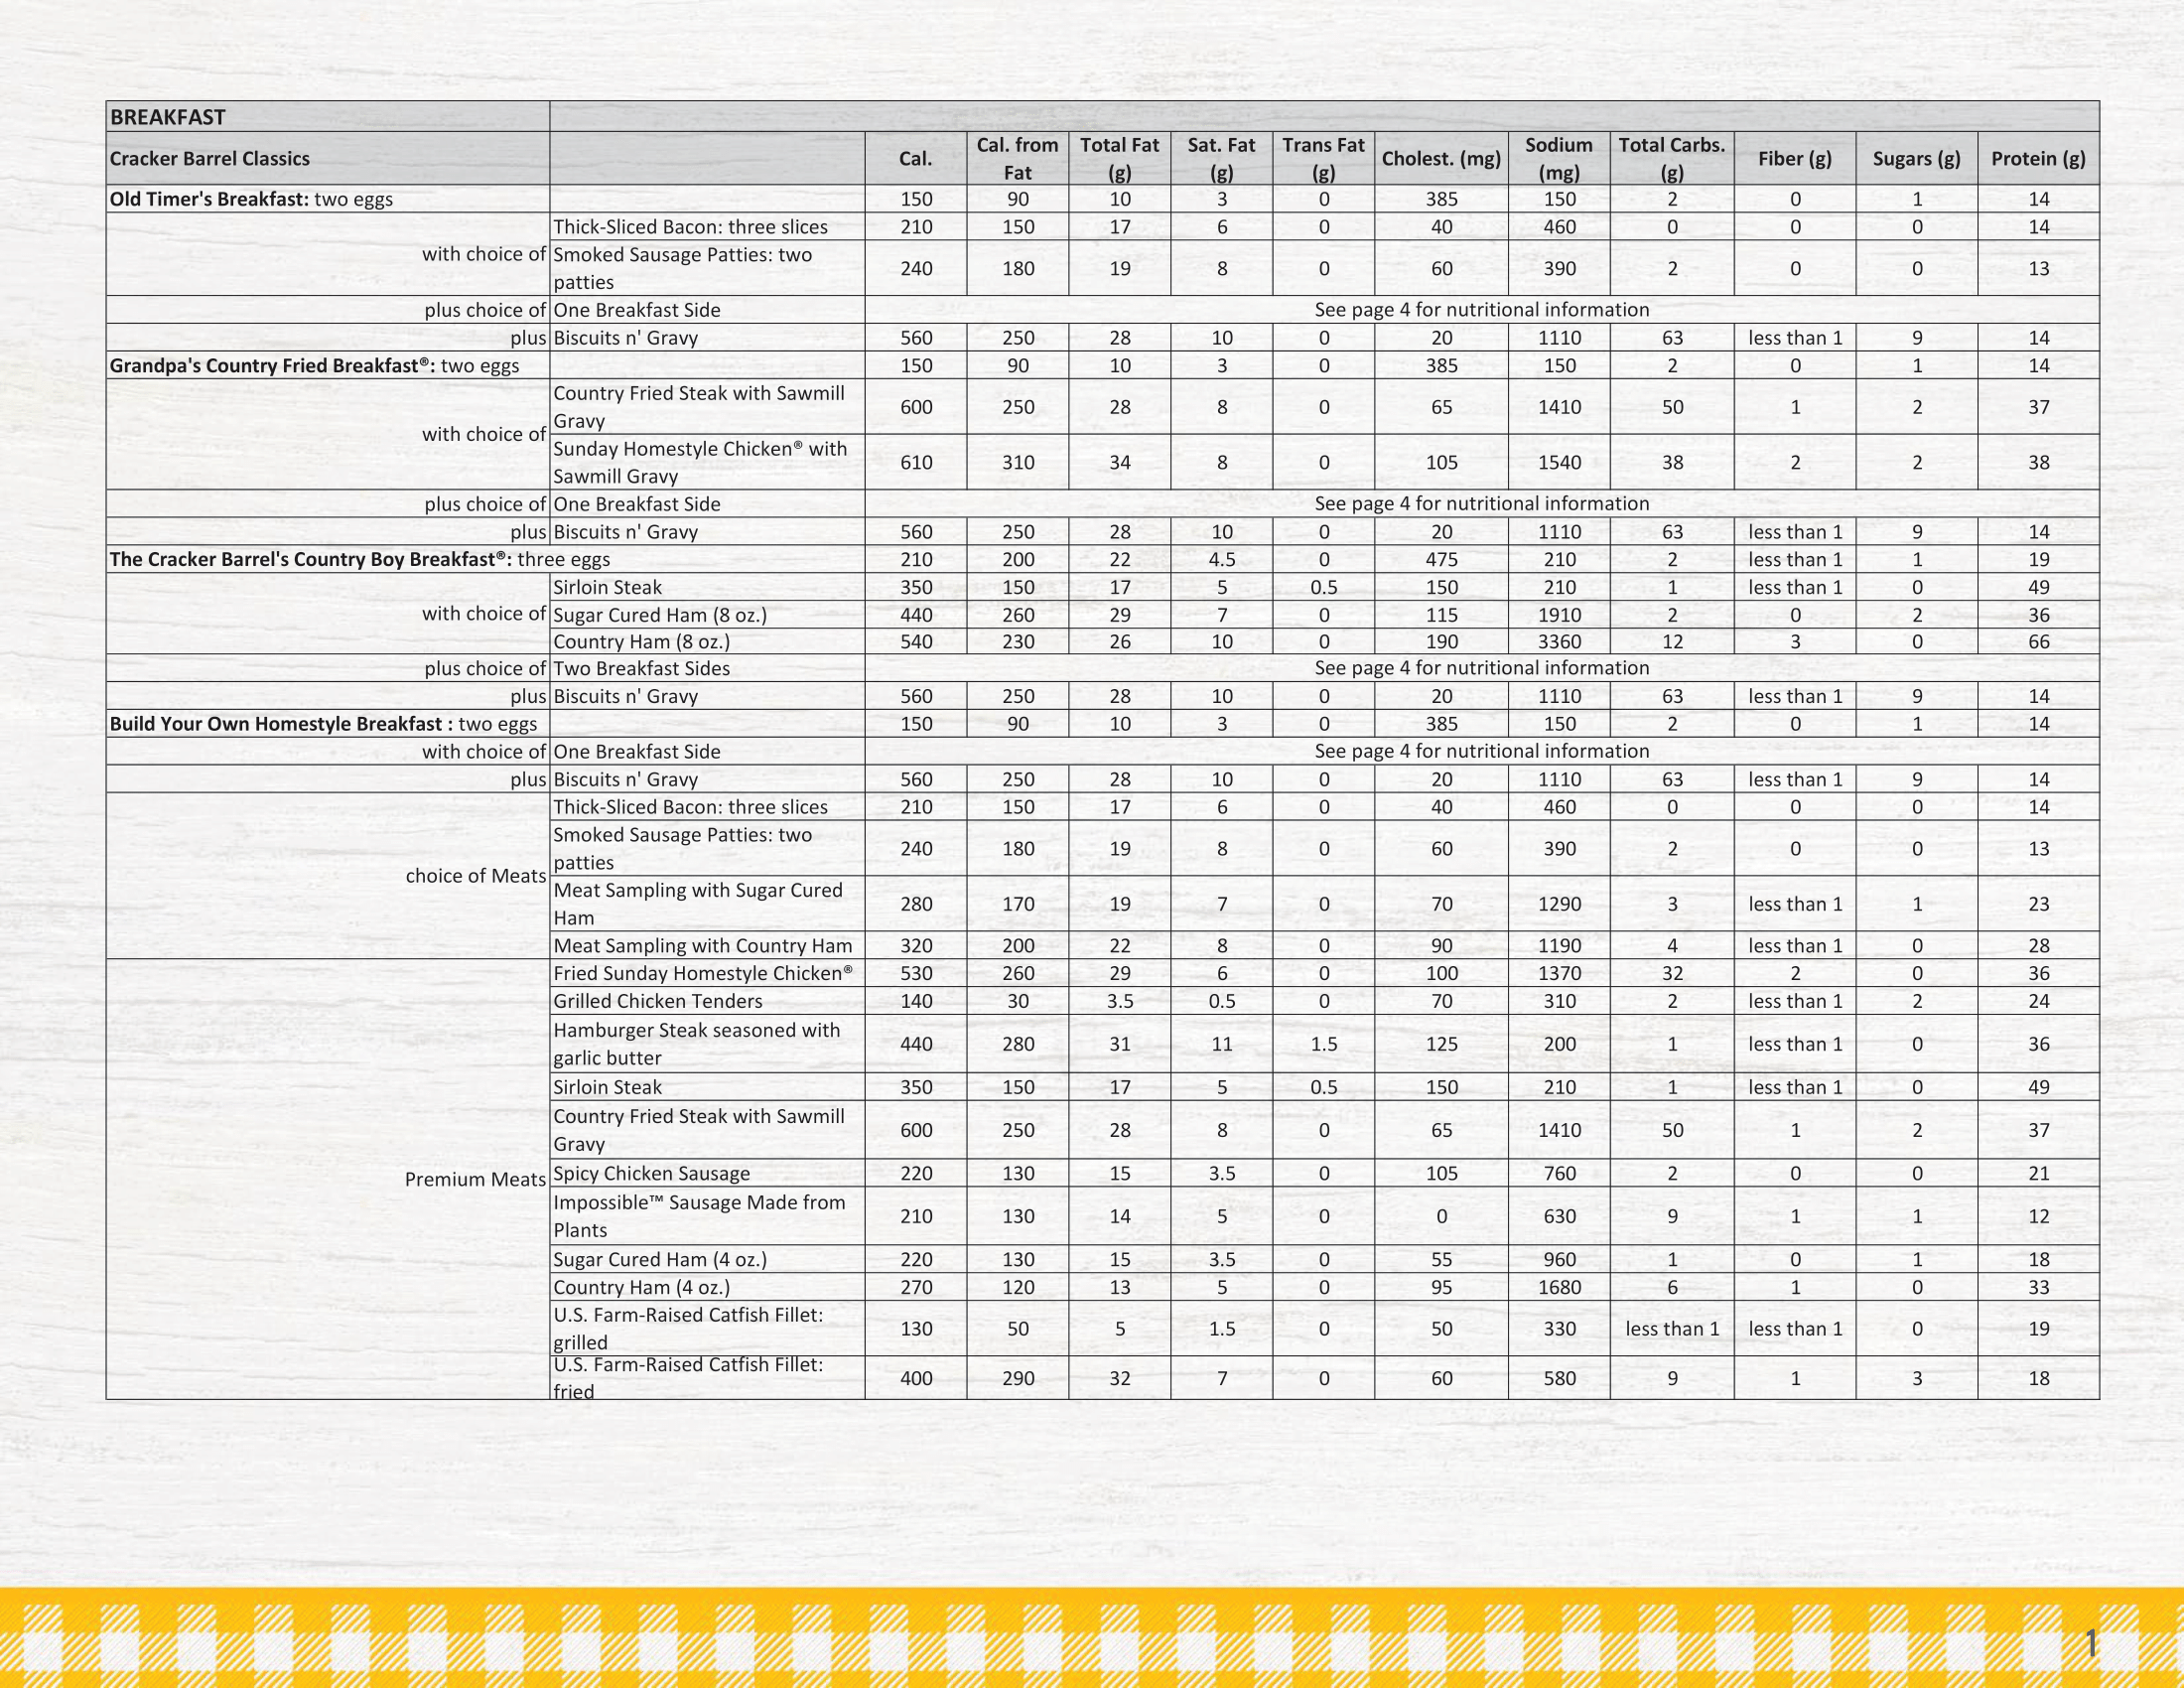 BREAKFAST
Cracker Barrel Classics Cal. Cal. from Fat Total Fat (g) Sat. Fat (g) Trans Fat (g) Cholest. (mg) Sodium (mg) Total Carbs. (g) Fiber (g) Sugars (g) Protein (g)
Old Timer's Breakfast: two eggs 150 90 10 3 0 385 150 2 0 1 14
with choice of
Thick-Sliced Bacon: three slices 210 150 17 6 0 40 460 0 0 0 14
Smoked Sausage Patties: two patties 240 180 19 8 0 60 390 2 0 0 13
plus choice of One Breakfast Side See page 4 for nutritional information
plus Biscuits n' Gravy 560 250 28 10 0 20 1110 63 less than 1 9 14
Grandpa's Country Fried Breakfast®: two eggs 150 90 10 3 0 385 150 2 0 1 14
with choice of
Country Fried Steak with Sawmill Gravy 600 250 28 8 0 65 1410 50 1 2 37
Sunday Homestyle Chicken® with Sawmill Gravy 610 310 34 8 0 105 1540 38 2 2 38
plus choice of One Breakfast Side See page 4 for nutritional information
plus Biscuits n' Gravy 560 250 28 10 0 20 1110 63 less than 1 9 14
The Cracker Barrel's Country Boy Breakfast®: three eggs 210 200 22 4.5 0 475 210 2 less than 1 1 19
with choice of
Sirloin Steak 350 150 17 5 0.5 150 210 1 less than 1 0 49
Sugar Cured Ham (8 oz.) 440 260 29 7 0 115 1910 2 0 2 36
Country Ham (8 oz.) 540 230 26 10 0 190 3360 12 3 0 66
plus choice of Two Breakfast Sides See page 4 for nutritional information
plus Biscuits n' Gravy 560 250 28 10 0 20 1110 63 less than 1 9 14
Build Your Own Homestyle Breakfast : two eggs 150 90 10 3 0 385 150 2 0 1 14
with choice of One Breakfast Side See page 4 for nutritional information
plus Biscuits n' Gravy 560 250 28 10 0 20 1110 63 less than 1 9 14
choice of Meats
Thick-Sliced Bacon: three slices 210 150 17 6 0 40 460 0 0 0 14
Smoked Sausage Patties: two patties 240 180 19 8 0 60 390 2 0 0 13
Meat Sampling with Sugar Cured Ham 280 170 19 7 0 70 1290 3 less than 1 1 23
Meat Sampling with Country Ham 320 200 22 8 0 90 1190 4 less than 1 0 28
Premium Meats
Fried Sunday Homestyle Chicken® 530 260 29 6 0 100 1370 32 2 0 36
Grilled Chicken Tenders 140 30 3.5 0.5 0 70 310 2 less than 1 2 24
Hamburger Steak seasoned with garlic butter 440 280 31 11 1.5 125 200 1 less than 1 0 36
Sirloin Steak 350 150 17 5 0.5 150 210 1 less than 1 0 49
Country Fried Steak with Sawmill Gravy 600 250 28 8 0 65 1410 50 1 2 37
Spicy Chicken Sausage 220 130 15 3.5 0 105 760 2 0 0 21
Impossible™ Sausage Made from Plants 210 130 14 5 0 0 630 9 1 1 12
Sugar Cured Ham (4 oz.) 220 130 15 3.5 0 55 960 1 0 1 18
Country Ham (4 oz.) 270 120 13 5 0 95 1680 6 1 0 33
U.S. Farm-Raised Catfish Fillet: grilled 130 50 5 1.5 0 50 330 less than 1 less than 1 0 19
U.S. Farm-Raised Catfish Fillet: fried 400 290 32 7 0 60 580 9 1 3 18
1